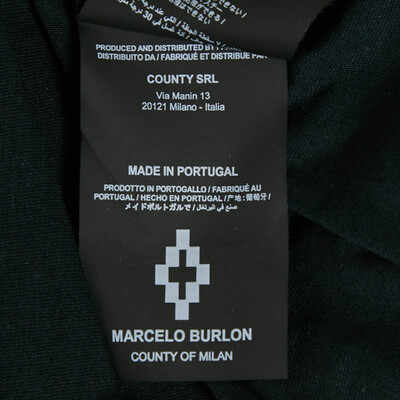 PRODUCED AND DISTRIBUTED BY /
DISTRIBUITO DA / FABRIQUÉ ET DISTRIBUÉ PAR
COUNTY SRL
Via Manin 13
20121 Milano - Italia
MADE IN PORTUGAL
PRODOTTO IN PORTOGALLO / FABRIQUÉ AU
PORTUGAL / HECHO EN PORTUGAL / 产地:葡萄牙 /
メイドポルトガルで / صنع في البرتغال
MARCELO BURLON
COUNTY OF MILAN